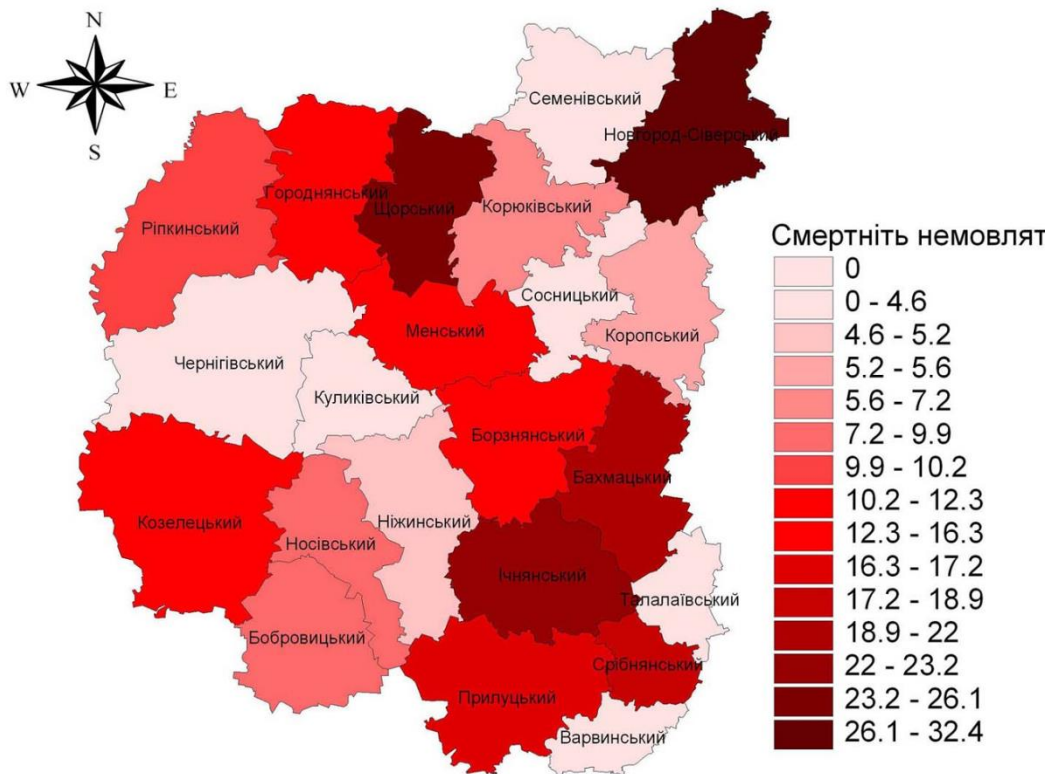 N
W E
S
Семенівський
Новгород-Сіверський
Городнянський
Щорський
Корюківський
Ріпкинський
Сосницький
Менський
Коропський
Чернігівський
Куликівський
Борзнянський
Бахмацький
Козелецький
Ніжинський
Носівський
Ічнянський
Талалаївський
Бобровицький
Срібнянський
Прилуцький
Варвинський
Смертніть немовлят
0
0 - 4.6
4.6 - 5.2
5.2 - 5.6
5.6 - 7.2
7.2 - 9.9
9.9 - 10.2
10.2 - 12.3
12.3 - 16.3
16.3 - 17.2
17.2 - 18.9
18.9 - 22
22 - 23.2
23.2 - 26.1
26.1 - 32.4